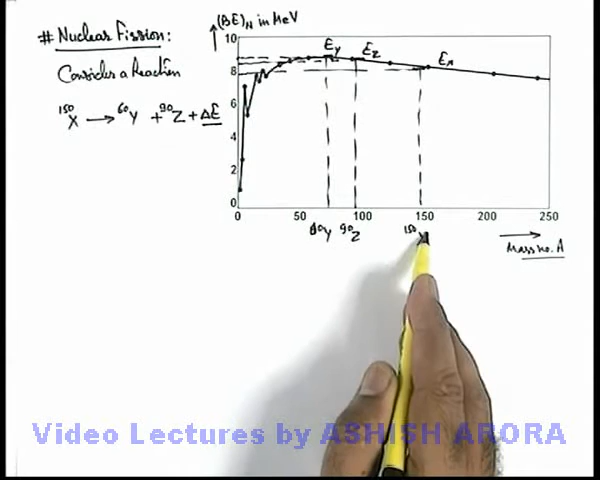 # Nuclear Fission:
Consider a Reaction
¹⁵⁰X → ⁶⁰Y + ⁹⁰Z + ΔE
(BE)N in MeV
10
8
6
4
2
0
0 50 100 150 200 250
Ey Ez Ex
⁶⁰Y ⁹⁰Z ¹⁵⁰X
Mass no. A
Video Lectures by ASHISH ARORA